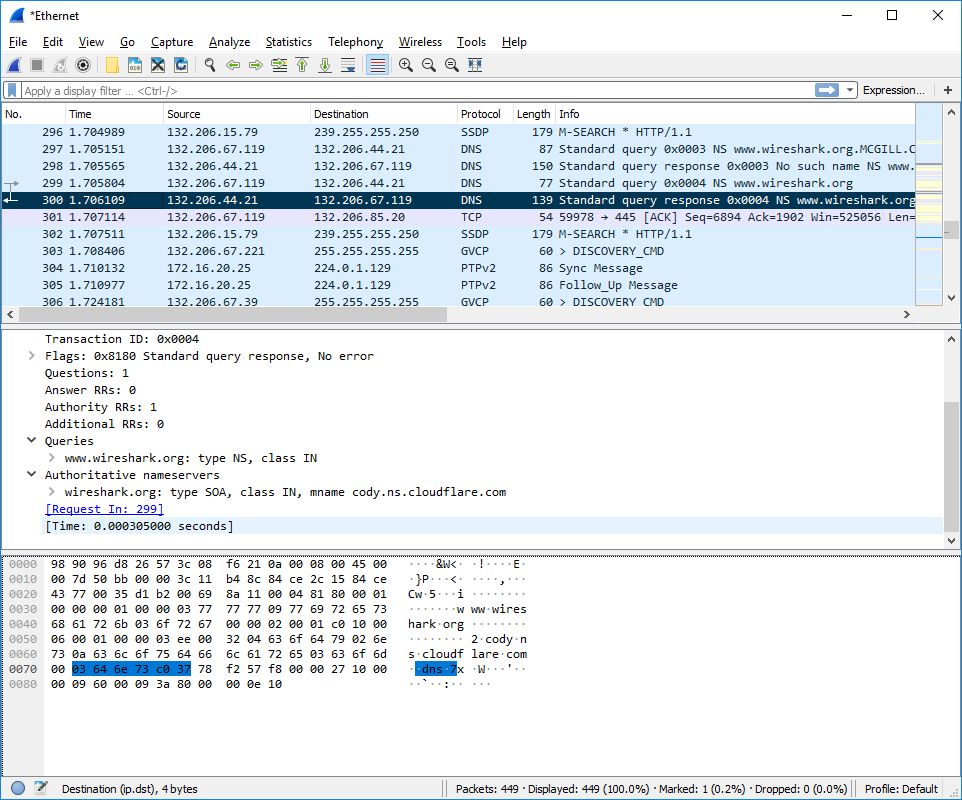 *Ethernet
File Edit View Go Capture Analyze Statistics Telephony Wireless Tools Help
Apply a display filter ... <Ctrl-/> Expression... +
No. Time Source Destination Protocol Length Info
296 1.704989 132.206.15.79 239.255.255.250 SSDP 179 M-SEARCH * HTTP/1.1
297 1.705151 132.206.67.119 132.206.44.21 DNS 87 Standard query 0x0003 NS www.wireshark.org.MCGILL.C
298 1.705565 132.206.44.21 132.206.67.119 DNS 150 Standard query response 0x0003 No such name NS www.
299 1.705804 132.206.67.119 132.206.44.21 DNS 77 Standard query 0x0004 NS www.wireshark.org
300 1.706109 132.206.44.21 132.206.67.119 DNS 139 Standard query response 0x0004 NS www.wireshark.org
301 1.707114 132.206.67.119 132.206.85.20 TCP 54 59978 → 445 [ACK] Seq=6894 Ack=1902 Win=525056 Len=
302 1.707511 132.206.67.119 239.255.255.250 SSDP 179 M-SEARCH * HTTP/1.1
303 1.708406 132.206.67.221 255.255.255.255 GVCP 60 > DISCOVERY_CMD
304 1.710132 172.16.20.25 224.0.1.129 PTPv2 86 Sync Message
305 1.710977 172.16.20.25 224.0.1.129 PTPv2 86 Follow_Up Message
306 1.724181 132.206.67.39 255.255.255.255 GVCP 60 > DISCOVERY_CMD
Transaction ID: 0x0004
Flags: 0x8180 Standard query response, No error
Questions: 1
Answer RRs: 0
Authority RRs: 1
Additional RRs: 0
Queries
www.wireshark.org: type NS, class IN
Authoritative nameservers
wireshark.org: type SOA, class IN, mname cody.ns.cloudflare.com
[Request In: 299]
[Time: 0.000305000 seconds]
0000 98 90 96 d8 26 57 3c 08 f6 21 0a 00 08 00 45 00 ····&W<· ·!····E·
0010 00 7d 50 bb 00 00 3c 11 b4 8c 84 ce 2c 15 84 ce ·}P···<· ····,···
0020 43 77 00 35 d1 b2 00 69 8a 11 00 04 81 80 00 01 Cw·5···i ········
0030 00 00 00 01 00 00 03 77 77 77 09 77 69 72 65 73 ·······w ww·wires
0040 68 61 72 6b 03 6f 72 67 00 00 02 00 01 c0 10 00 hark·org ········
0050 06 00 01 00 00 03 ee 00 32 04 63 6f 64 79 02 6e ········ 2·cody·n
0060 73 0a 63 6c 6f 75 64 66 6c 61 72 65 03 63 6f 6d s·cloudf lare·com
0070 00 03 64 6e 73 c0 37 78 f2 57 f8 00 00 27 10 00 ··dns·7x ·W···'··
0080 00 09 60 00 09 3a 80 00 00 0e 10 ··`··:·· ···
Destination (ip.dst), 4 bytes Packets: 449 · Displayed: 449 (100.0%) · Marked: 1 (0.2%) · Dropped: 0 (0.0%) Profile: Default